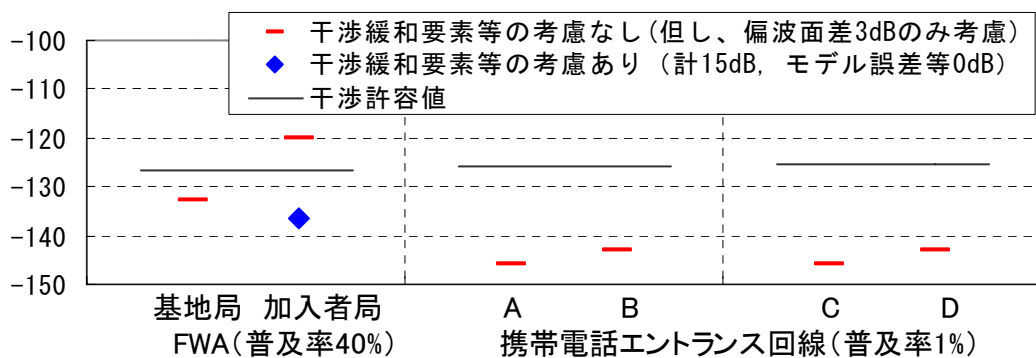 干渉緩和要素等の考慮なし(但し、偏波面差3dBのみ考慮)
干渉緩和要素等の考慮あり (計15dB, モデル誤差等0dB)
干渉許容値
-100
-110
-120
-130
-140
-150
基地局 加入者局 A B C D
FWA(普及率40%) 携帯電話エントランス回線(普及率1%)